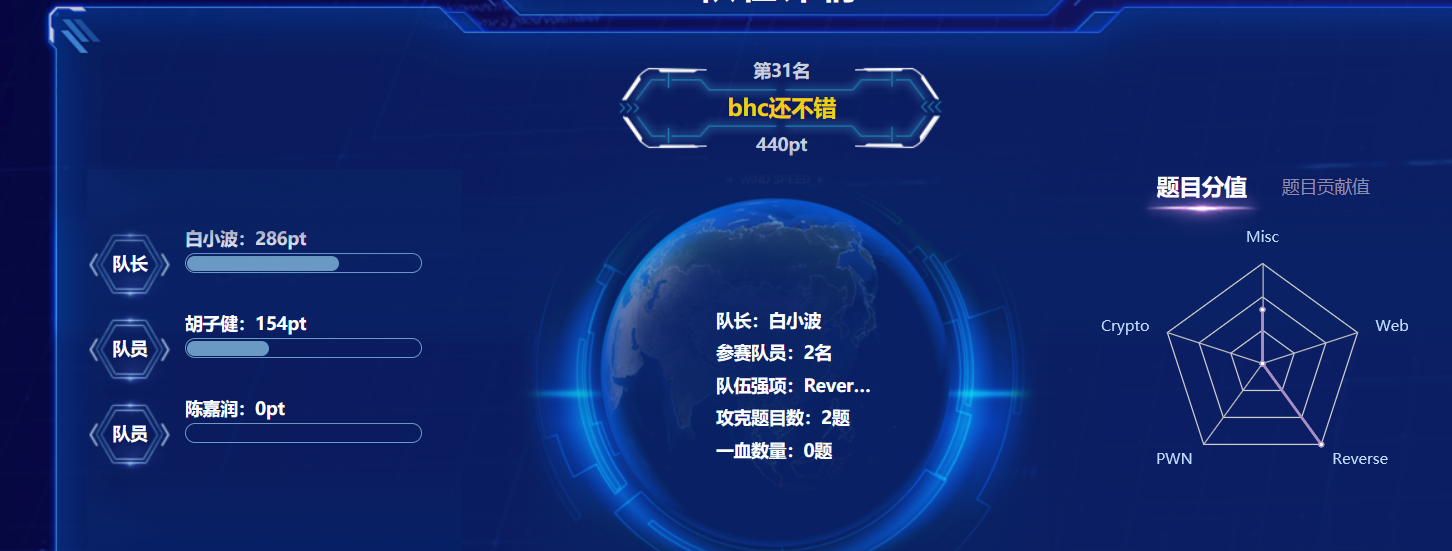 第31名
bhc还不错
440pt
队长
白小波：286pt
队员
胡子健：154pt
队员
陈嘉润：0pt
WIND SPEED
队长：白小波
参赛队员：2名
队伍强项：Rever...
攻克题目数：2题
一血数量：0题
题目分值 题目贡献值
Misc
Crypto
Web
PWN
Reverse